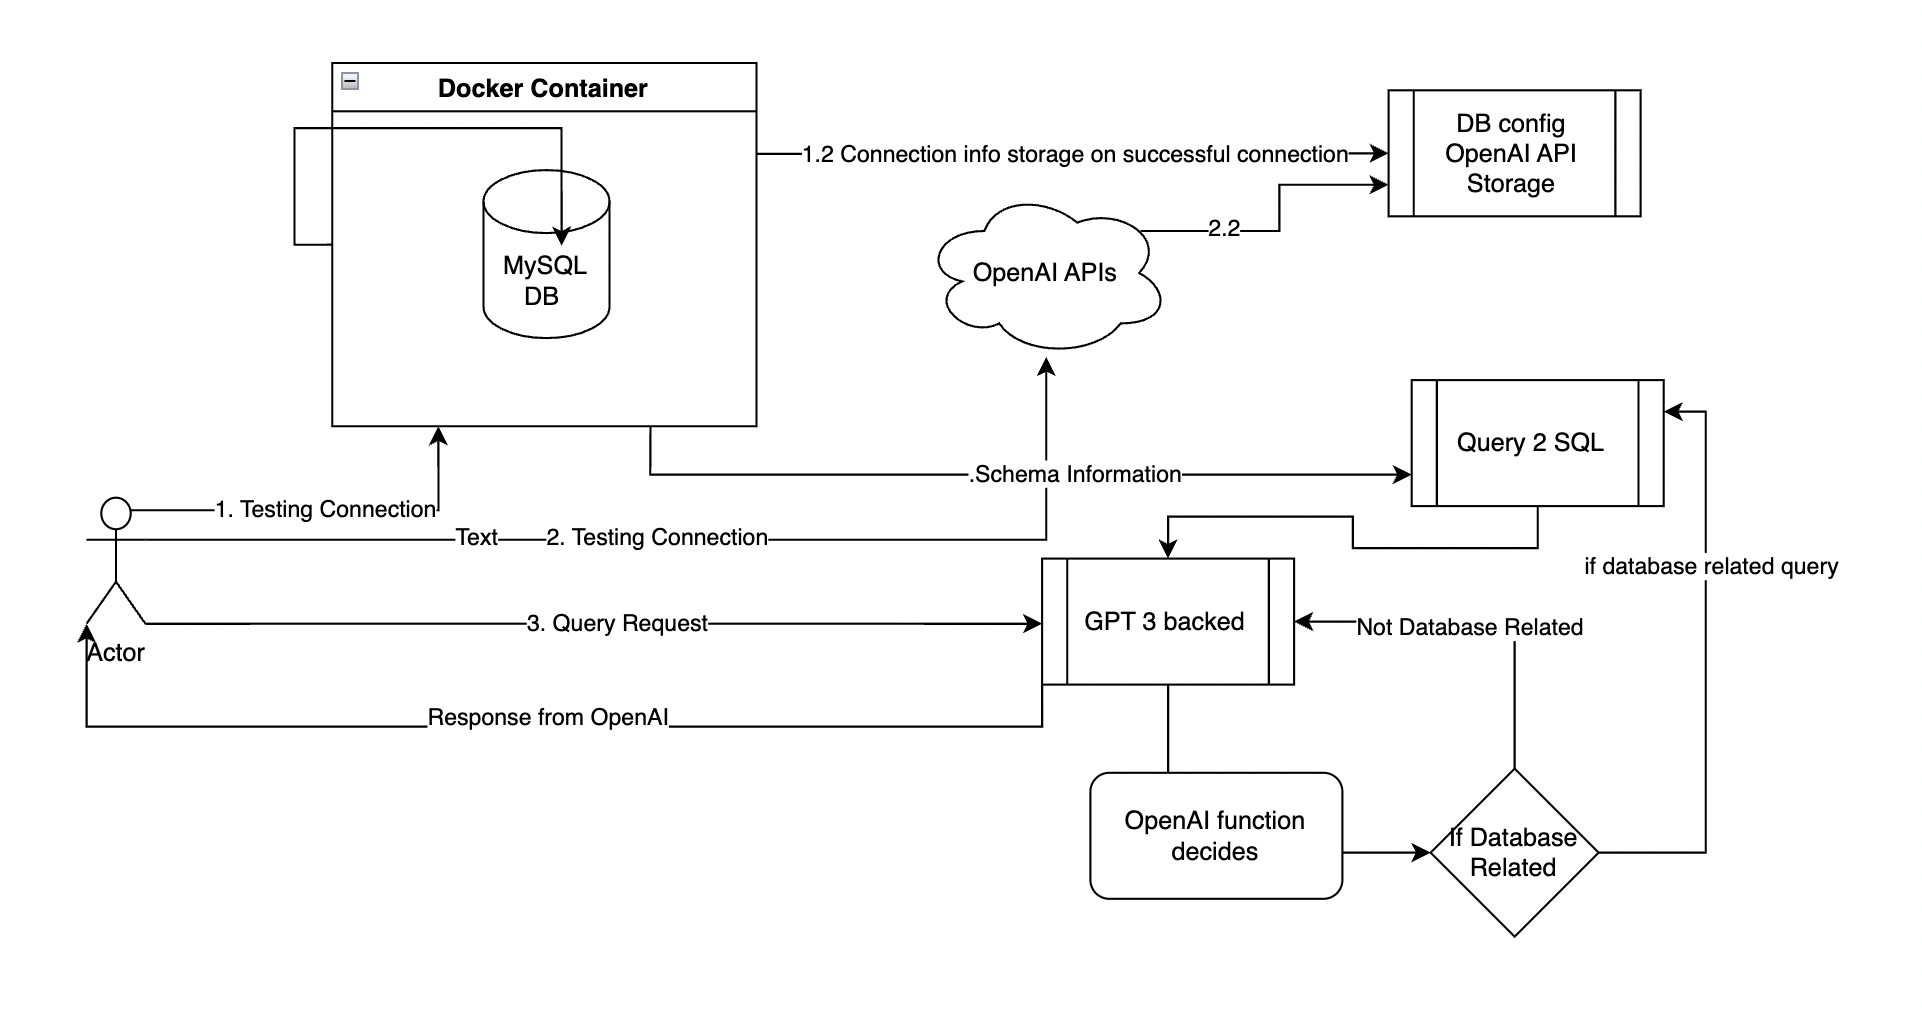 Docker Container
DB config
OpenAI API
Storage
1.2 Connection info storage on successful connection
2.2
OpenAI APIs
MySQL
DB
Query 2 SQL
.Schema Information
1. Testing Connection
Text
2. Testing Connection
if database related query
3. Query Request
GPT 3 backed
Not Database Related
Actor
Response from OpenAI
OpenAI function
decides
If Database
Related